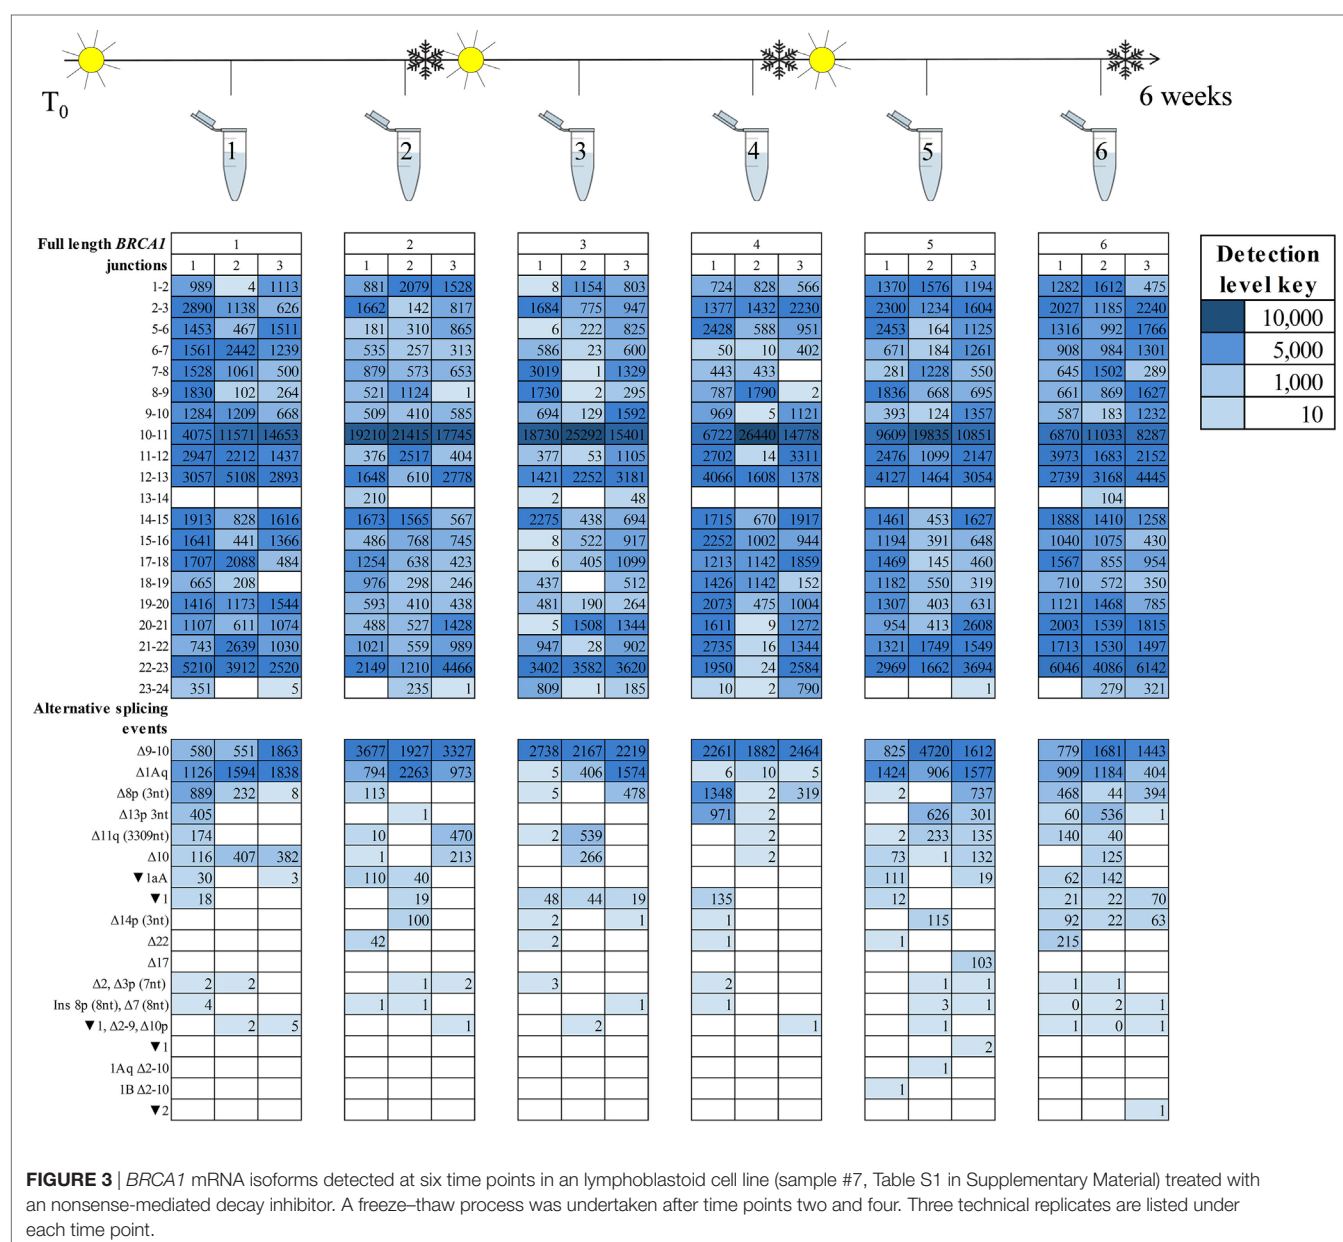 T0
6 weeks
1 2 3 4 5 6
Full length BRCA1 1 2 3 4 5 6
junctions 1 2 3 1 2 3 1 2 3 1 2 3 1 2 3 1 2 3
1-2 989 4 1113 881 2079 1528 8 1154 803 724 828 566 1370 1576 1194 1282 1612 475
2-3 2890 1138 626 1662 142 817 1684 775 947 1377 1432 2230 2300 1234 1604 2027 1185 2240
5-6 1453 467 1511 181 310 865 6 222 825 2428 588 951 2453 164 1125 1316 992 1766
6-7 1561 2442 1239 535 257 313 586 23 600 50 10 402 671 184 1261 908 984 1301
7-8 1528 1061 500 879 573 653 3019 1 1329 443 433 281 1228 550 645 1502 289
8-9 1830 102 264 521 1124 1 1730 2 295 787 1790 2 1836 668 695 661 869 1627
9-10 1284 1209 668 509 410 585 694 129 1592 969 5 1121 393 124 1357 587 183 1232
10-11 4075 11571 14653 19210 21415 17745 18730 25292 15401 6722 26440 14778 9609 19835 10851 6870 11033 8287
11-12 2947 2212 1437 376 2517 404 377 53 1105 2702 14 3311 2476 1099 2147 3973 1683 2152
12-13 3057 5108 2893 1648 610 2778 1421 2252 3181 4066 1608 1378 4127 1464 3054 2739 3168 4445
13-14 210 2 48 104
14-15 1913 828 1616 1673 1565 567 2275 438 694 1715 670 1917 1461 453 1627 1888 1410 1258
15-16 1641 441 1366 486 768 745 8 522 917 2252 1002 944 1194 391 648 1040 1075 430
17-18 1707 2088 484 1254 638 423 6 405 1099 1213 1142 1859 1469 145 460 1567 855 954
18-19 665 208 976 298 246 437 512 1426 1142 152 1182 550 319 710 572 350
19-20 1416 1173 1544 593 410 438 481 190 264 2073 475 1004 1307 403 631 1121 1468 785
20-21 1107 611 1074 488 527 1428 5 1508 1344 1611 9 1272 954 413 2608 2003 1539 1815
21-22 743 2639 1030 1021 559 989 947 28 902 2735 16 1344 1321 1749 1549 1713 1530 1497
22-23 5210 3912 2520 2149 1210 4466 3402 3582 3620 1950 24 2584 2969 1662 3694 6046 4086 6142
23-24 351 5 235 1 809 1 185 10 2 790 1 279 321
Alternative splicing
events
Δ9-10 580 551 1863 3677 1927 3327 2738 2167 2219 2261 1882 2464 825 4720 1612 779 1681 1443
Δ1Aq 1126 1594 1838 794 2263 973 5 406 1574 6 10 5 1424 906 1577 909 1184 404
Δ8p (3nt) 889 232 8 113 5 478 1348 2 319 2 737 468 44 394
Δ13p 3nt 405 1 971 2 626 301 60 536 1
Δ11q (3309nt) 174 10 470 2 539 2 2 233 135 140 40
Δ10 116 407 382 1 213 266 2 73 1 132 125
▼1aA 30 3 110 40 111 19 62 142
▼1 18 19 48 44 19 135 12 21 22 70
Δ14p (3nt) 100 2 1 1 115 92 22 63
Δ22 42 2 1 1 215
Δ17 103
Δ2, Δ3p (7nt) 2 2 1 2 3 2 1 1 1 1
Ins 8p (8nt), Δ7 (8nt) 4 1 1 1 1 3 1 0 2 1
▼1, Δ2-9, Δ10p 2 5 1 2 1 1 1 0 1
▼1 2
1Aq Δ2-10 1
1B Δ2-10 1
▼2 1
Detection
level key
10,000
5,000
1,000
10
FIGURE 3 | BRCA1 mRNA isoforms detected at six time points in an lymphoblastoid cell line (sample #7, Table S1 in Supplementary Material) treated with
an nonsense-mediated decay inhibitor. A freeze–thaw process was undertaken after time points two and four. Three technical replicates are listed under
each time point.